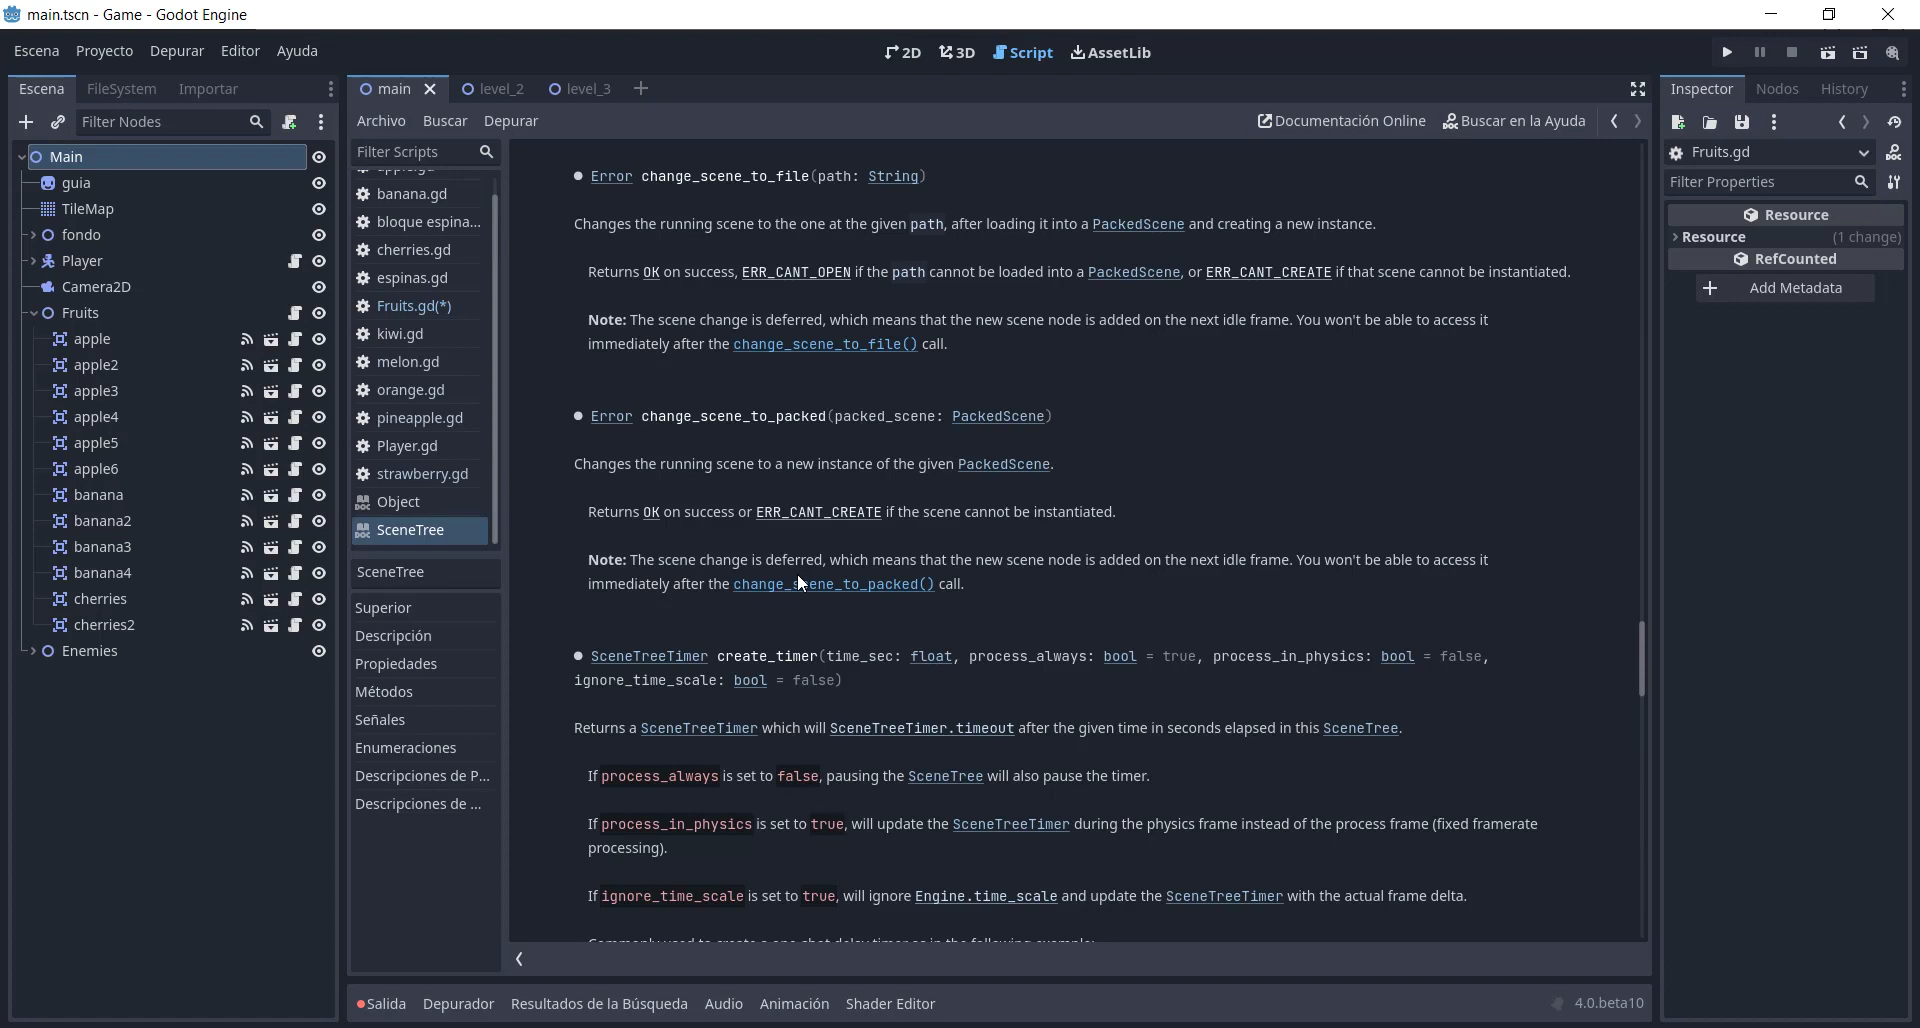 main.tscn - Game - Godot Engine
Escena Proyecto Depurar Editor Ayuda
2D 3D Script AssetLib
Escena FileSystem Importar
Filter Nodes
Main
guia
TileMap
fondo
Player
Camera2D
Fruits
apple
apple2
apple3
apple4
apple5
apple6
banana
banana2
banana3
banana4
cherries
cherries2
Enemies
main level_2 level_3
Archivo Buscar Depurar
Documentación Online Buscar en la Ayuda
Filter Scripts
apple.gd
banana.gd
bloque espina...
cherries.gd
espinas.gd
Fruits.gd(*)
kiwi.gd
melon.gd
orange.gd
pineapple.gd
Player.gd
strawberry.gd
Object
SceneTree
SceneTree
Superior
Descripción
Propiedades
Métodos
Señales
Enumeraciones
Descripciones de P...
Descripciones de ...
Error change_scene_to_file(path: String)
Changes the running scene to the one at the given path, after loading it into a PackedScene and creating a new instance.
Returns OK on success, ERR_CANT_OPEN if the path cannot be loaded into a PackedScene, or ERR_CANT_CREATE if that scene cannot be instantiated.
Note: The scene change is deferred, which means that the new scene node is added on the next idle frame. You won't be able to access it
immediately after the change_scene_to_file() call.
Error change_scene_to_packed(packed_scene: PackedScene)
Changes the running scene to a new instance of the given PackedScene.
Returns OK on success or ERR_CANT_CREATE if the scene cannot be instantiated.
Note: The scene change is deferred, which means that the new scene node is added on the next idle frame. You won't be able to access it
immediately after the change_scene_to_packed() call.
SceneTreeTimer create_timer(time_sec: float, process_always: bool = true, process_in_physics: bool = false,
ignore_time_scale: bool = false)
Returns a SceneTreeTimer which will SceneTreeTimer.timeout after the given time in seconds elapsed in this SceneTree.
If process_always is set to false, pausing the SceneTree will also pause the timer.
If process_in_physics is set to true, will update the SceneTreeTimer during the physics frame instead of the process frame (fixed framerate
processing).
If ignore_time_scale is set to true, will ignore Engine.time_scale and update the SceneTreeTimer with the actual frame delta.
Commonly used to create a one-shot delay timer as in the following example:
Salida Depurador Resultados de la Búsqueda Audio Animación Shader Editor
4.0.beta10
Inspector Nodos History
Fruits.gd
Filter Properties
Resource
Resource (1 change)
RefCounted
Add Metadata